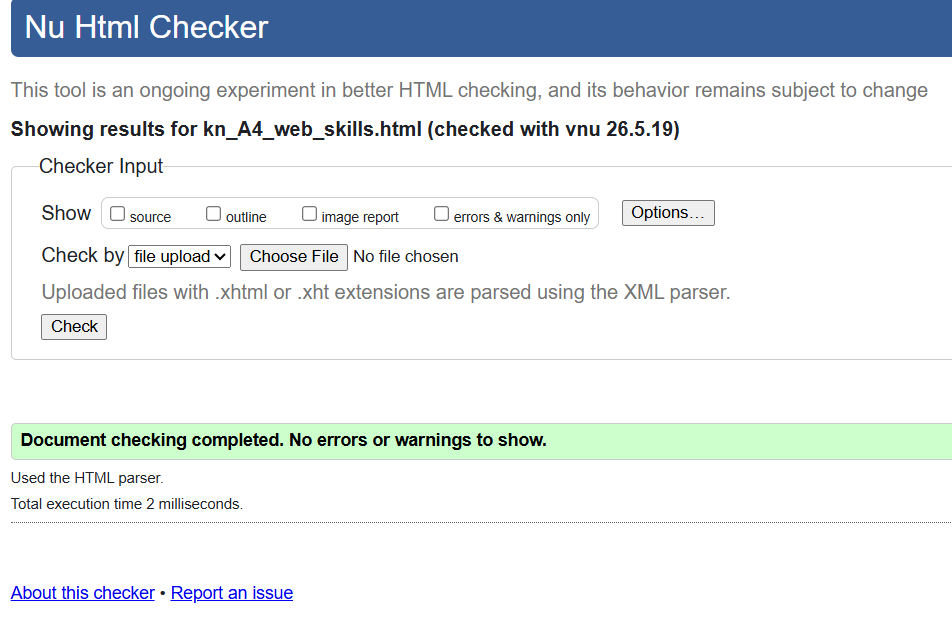 Nu Html Checker
This tool is an ongoing experiment in better HTML checking, and its behavior remains subject to change
Showing results for kn_A4_web_skills.html (checked with vnu 26.5.19)
Checker Input
Show source outline image report errors & warnings only Options...
Check by file upload Choose File No file chosen
Uploaded files with .xhtml or .xht extensions are parsed using the XML parser.
Check
Document checking completed. No errors or warnings to show.
Used the HTML parser.
Total execution time 2 milliseconds.
About this checker • Report an issue